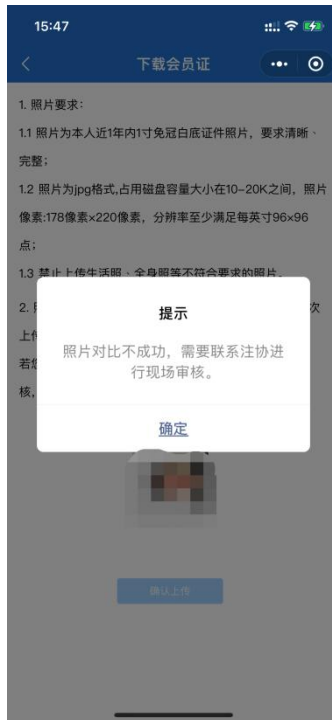 15:47
下载会员证
1. 照片要求：
1.1 照片为本人近1年内1寸免冠白底证件照片，要求清晰、
完整；
1.2 照片为jpg格式,占用磁盘容量大小在10-20K之间，照片
像素:178像素×220像素，分辨率至少满足每英寸96×96
点；
1.3 禁止上传生活照、全身照等不符合要求的照片。
2.
次
上传
提示
照片对比不成功，需要联系注协进
行现场审核。
若您
核，
确定
确认上传